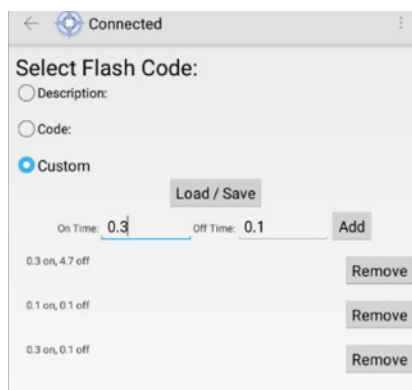 Connected
Select Flash Code:
Description:
Code:
Custom
Load / Save
On Time: 0.3 Off Time: 0.1 Add
0.3 on, 4.7 off
Remove
0.1 on, 0.1 off
Remove
0.3 on, 0.1 off
Remove